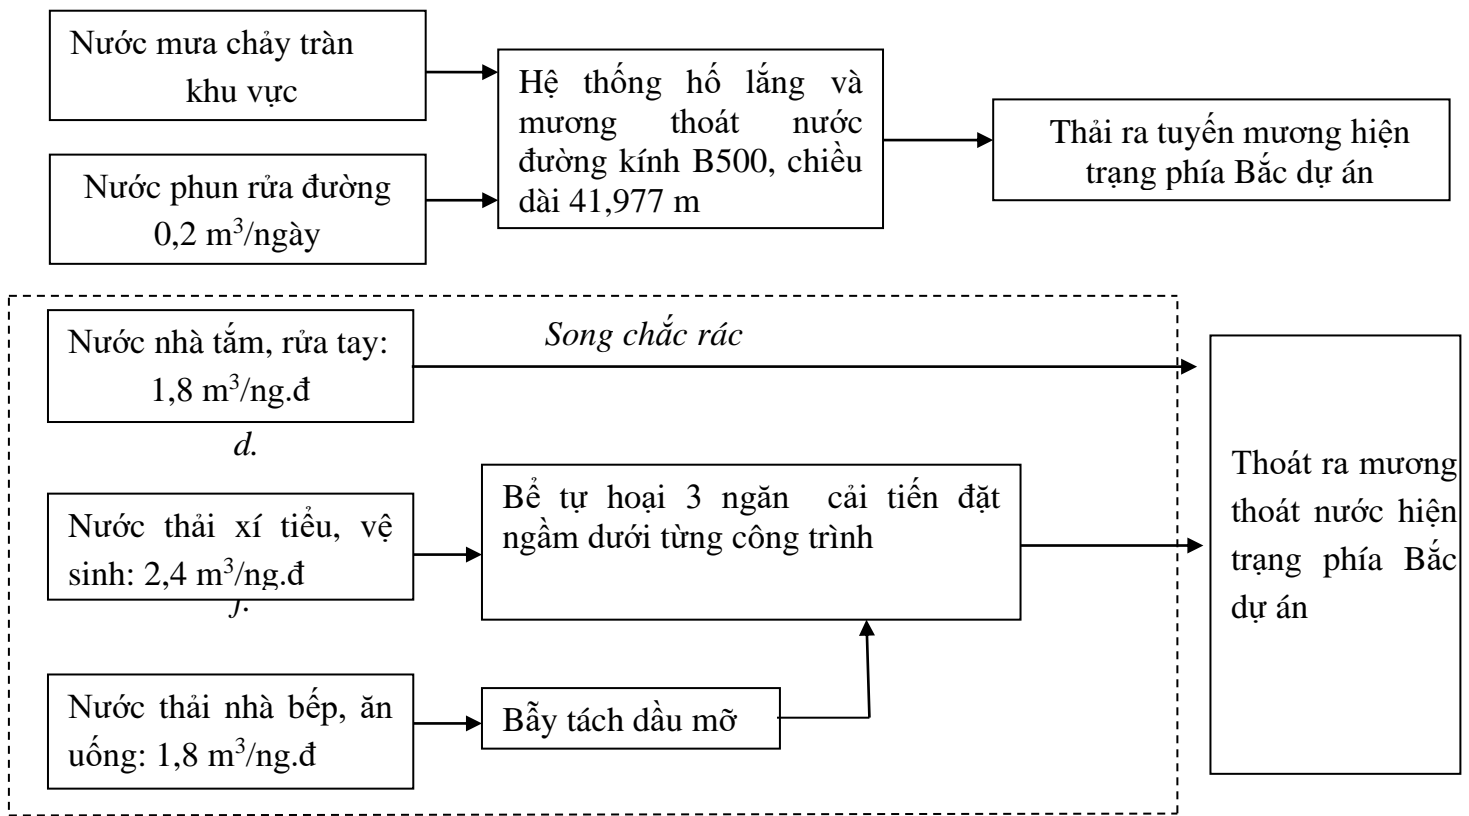 Nước mưa chảy tràn
khu vực
Nước phun rửa đường
0,2 m³/ngày
Hệ thống hố lắng và
mương thoát nước
đường kính B500, chiều
dài 41,977 m
Thải ra tuyến mương hiện
trạng phía Bắc dự án
Nước nhà tắm, rửa tay:
1,8 m³/ng.đ
Song chắc rác
d.
Nước thải xí tiểu, vệ
sinh: 2,4 m³/ng.đ
Bể tự hoại 3 ngăn cải tiến đặt
ngầm dưới từng công trình
Nước thải nhà bếp, ăn
uống: 1,8 m³/ng.đ
Bẫy tách dầu mỡ
Thoát ra mương
thoát nước hiện
trạng phía Bắc
dự án